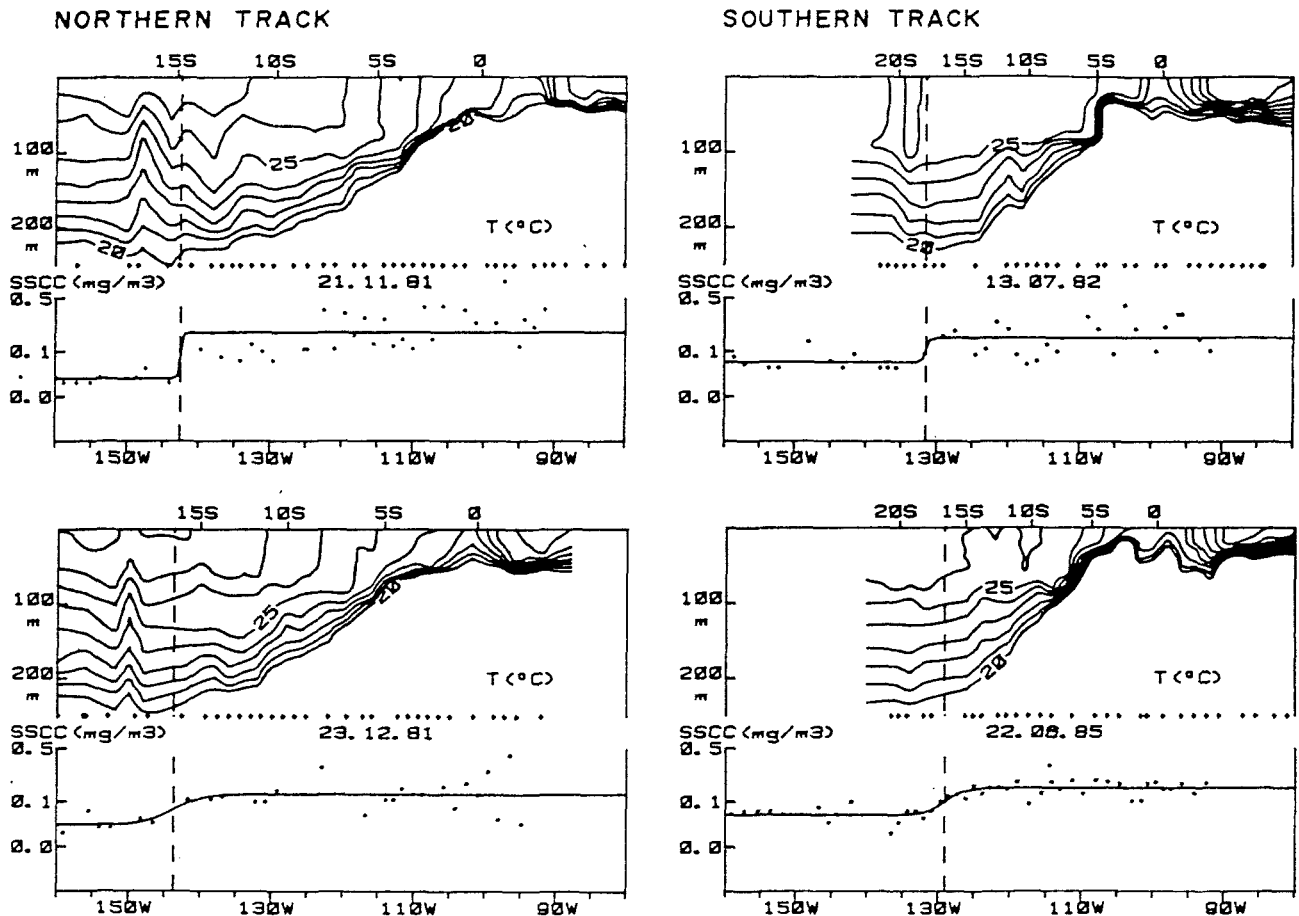 NORTHERN TRACK
SOUTHERN TRACK
15S 10S 5S 0
100
m
200
m
25
20
20
T(°C)
SSCC(mg/m3)
21.11.81
0.5
0.1
0.0
150W 130W 110W 90W
20S 15S 10S 5S 0
100
m
200
m
25
20
T(°C)
SSCC(mg/m3)
13.07.82
0.5
0.1
0.0
150W 130W 110W 90W
15S 10S 5S 0
100
m
200
m
25
20
T(°C)
SSCC(mg/m3)
23.12.81
0.5
0.1
0.0
150W 130W 110W 90W
20S 15S 10S 5S 0
100
m
200
m
25
20
T(°C)
SSCC(mg/m3)
22.08.85
0.5
0.1
0.0
150W 130W 110W 90W